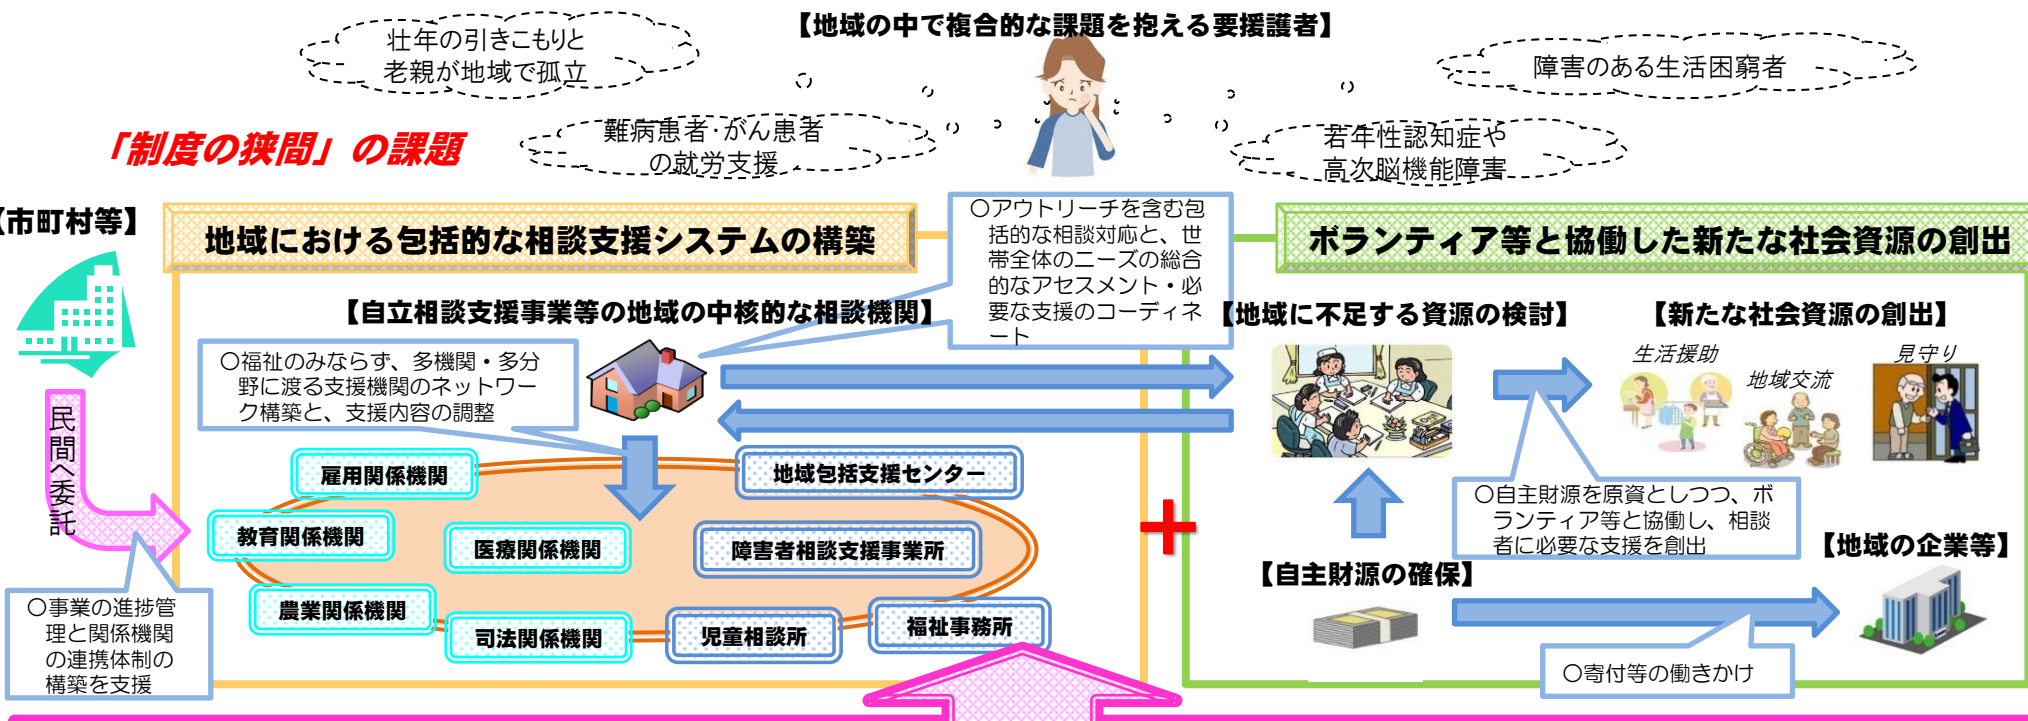 【地域の中で複合的な課題を抱える要援護者】
壮年の引きこもりと
老親が地域で孤立
障害のある生活困窮者
難病患者・がん患者
の就労支援
若年性認知症や
高次脳機能障害
「制度の狭間」の課題
【市町村等】
地域における包括的な相談支援システムの構築
○アウトリーチを含む包
括的な相談対応と、世
帯全体のニーズの総合
的なアセスメント・必
要な支援のコーディネ
ート
ボランティア等と協働した新たな社会資源の創出
【自立相談支援事業等の地域の中核的な相談機関】
【地域に不足する資源の検討】
【新たな社会資源の創出】
○福祉のみならず、多機関・多分
野に渡る支援機関のネットワー
ク構築と、支援内容の調整
生活援助
地域交流
見守り
民間へ委託
雇用関係機関
地域包括支援センター
教育関係機関
医療関係機関
障害者相談支援事業所
農業関係機関
司法関係機関
児童相談所
福祉事務所
○事業の進捗管
理と関係機関
の連携体制の
構築を支援
○自主財源を原資としつつ、ボ
ランティア等と協働し、相談
者に必要な支援を創出
【自主財源の確保】
【地域の企業等】
○寄付等の働きかけ